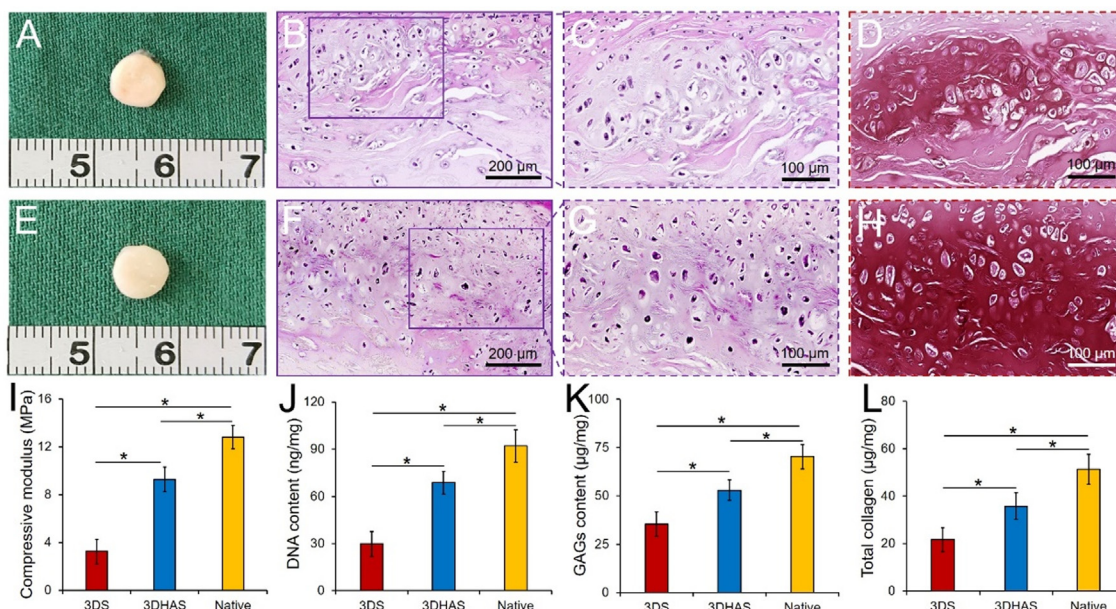 A
B
C
D
5 6 7
200 µm
100 µm
100 µm
E
F
G
H
5 6 7
200 µm
100 µm
100 µm
I
Compressive modulus (MPa)
16
12
8
4
0
*
*
*
3DS 3DHAS Native
J
DNA content (ng/mg)
120
90
60
30
0
*
*
*
3DS 3DHAS Native
K
GAGs content (µg/mg)
100
75
50
25
0
*
*
*
3DS 3DHAS Native
L
Total collagen (µg/mg)
80
60
40
20
0
*
*
*
3DS 3DHAS Native